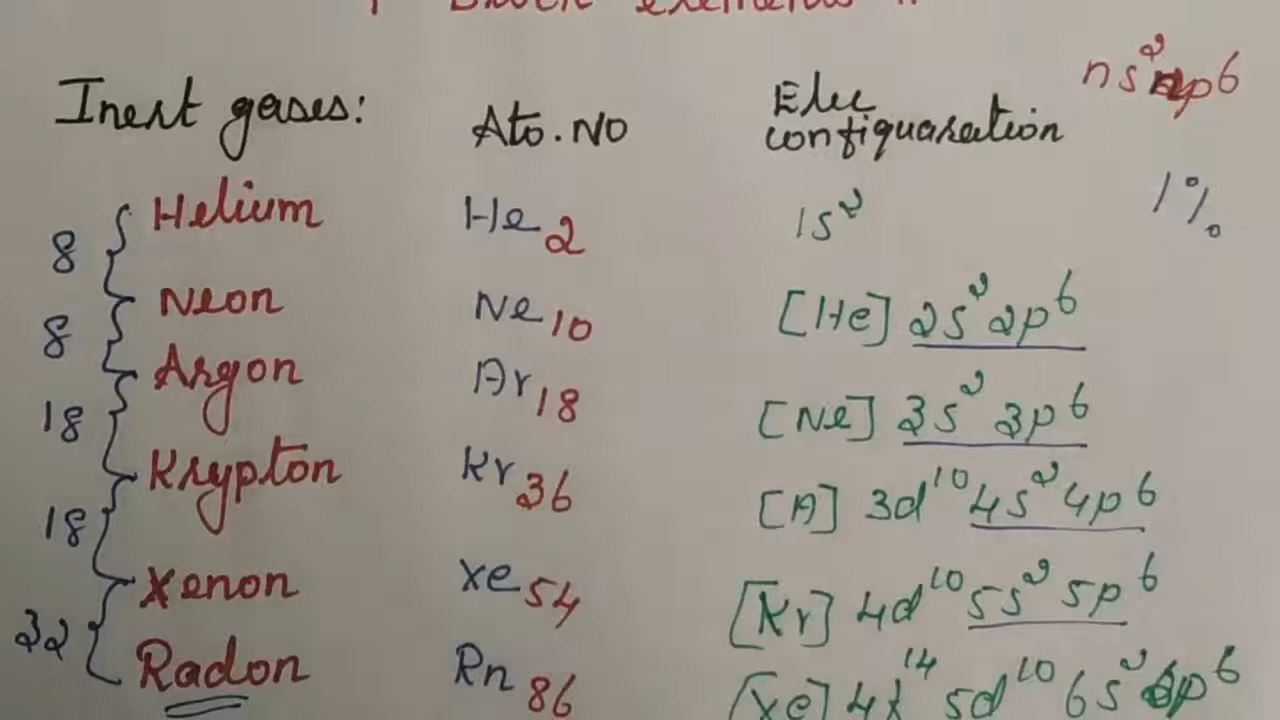 P Block elements
ns²np6
Inert gases: Ato. NO Elec configuaration
1%
8 Helium He 2 1s²
8 Neon Ne 10 [He] 2s² 2p6
18 Argon Ar 18 [Ne] 3s² 3p6
18 Krypton Kr 36 [A] 3d10 4s² 4p6
32 Xenon Xe 54 [Kr] 4d10 5s² 5p6
Radon Rn 86 [Xe] 4f14 5d10 6s² 6p6